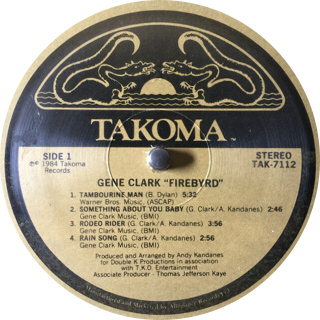 TAKOMA™
SIDE 1
℗ 1984 Takoma
Records
STEREO
TAK-7112
GENE CLARK "FIREBYRD"
1. TAMBOURINE MAN (B. Dylan) 5:32
Warner Bros. Music, (ASCAP)
2. SOMETHING ABOUT YOU BABY (G. Clark/A. Kandanes) 2:46
Gene Clark Music, (BMI)
3. RODEO RIDER (G. Clark/A. Kandanes) 3:56
Gene Clark Music, (BMI)
4. RAIN SONG (G. Clark/A. Kandanes) 2:56
Gene Clark Music, (BMI)
Produced and Arranged by Andy Kandanes
for Double K Productions in association
with T.K.D. Entertainment
Associate Producer - Thomas Jefferson Kaye